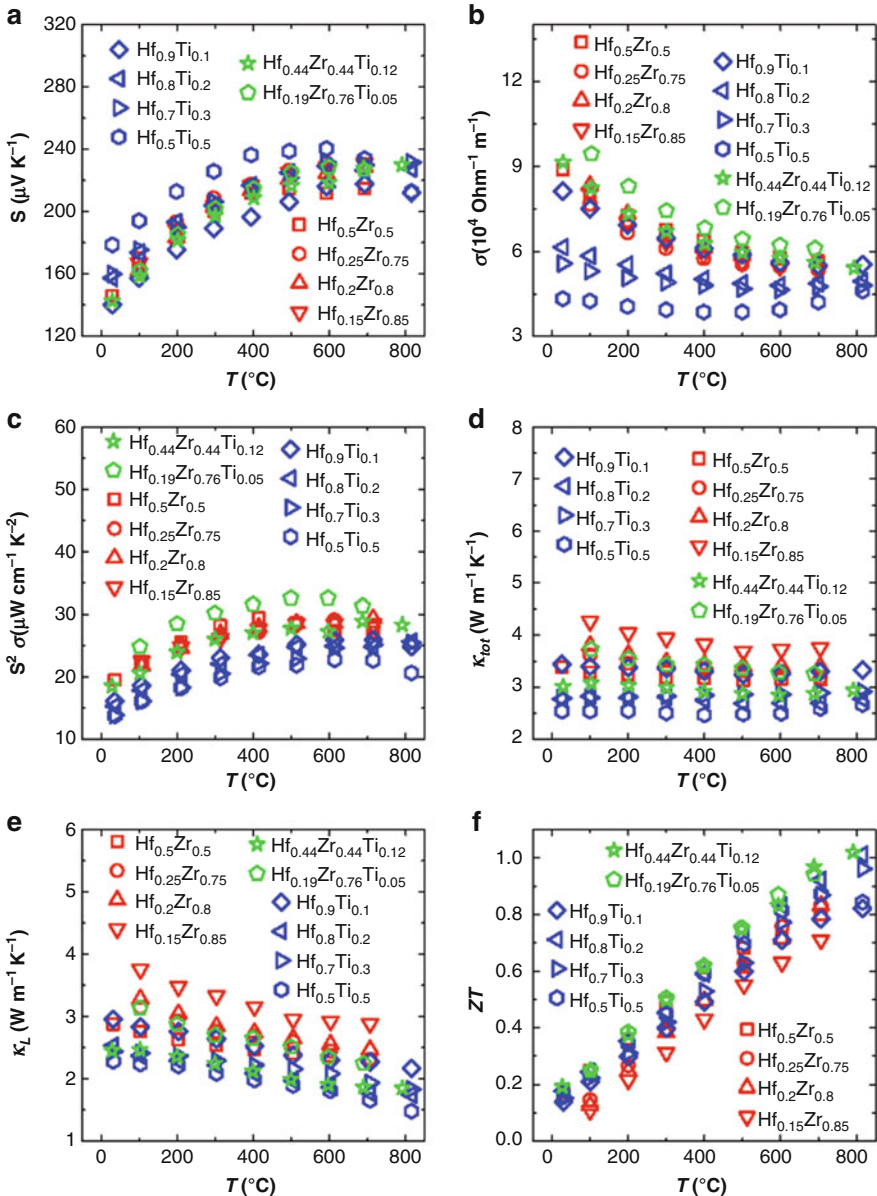 a
S (μV K⁻¹)
320
280
240
200
160
120
Hf0.9Ti0.1
Hf0.8Ti0.2
Hf0.7Ti0.3
Hf0.5Ti0.5
Hf0.44Zr0.44Ti0.12
Hf0.19Zr0.76Ti0.05
Hf0.5Zr0.5
Hf0.25Zr0.75
Hf0.2Zr0.8
Hf0.15Zr0.85
0 200 400 600 800
T (°C)
b
σ(10⁴ Ohm⁻¹ m⁻¹)
12
9
6
3
Hf0.5Zr0.5
Hf0.25Zr0.75
Hf0.2Zr0.8
Hf0.15Zr0.85
Hf0.9Ti0.1
Hf0.8Ti0.2
Hf0.7Ti0.3
Hf0.5Ti0.5
Hf0.44Zr0.44Ti0.12
Hf0.19Zr0.76Ti0.05
0 200 400 600 800
T (°C)
c
S² σ(μW cm⁻¹ K⁻²)
60
50
40
30
20
10
Hf0.44Zr0.44Ti0.12
Hf0.19Zr0.76Ti0.05
Hf0.5Zr0.5
Hf0.25Zr0.75
Hf0.2Zr0.8
Hf0.15Zr0.85
Hf0.9Ti0.1
Hf0.8Ti0.2
Hf0.7Ti0.3
Hf0.5Ti0.5
0 200 400 600 800
T (°C)
d
κtot (W m⁻¹ K⁻¹)
8
7
6
5
4
3
2
Hf0.9Ti0.1
Hf0.8Ti0.2
Hf0.7Ti0.3
Hf0.5Ti0.5
Hf0.5Zr0.5
Hf0.25Zr0.75
Hf0.2Zr0.8
Hf0.15Zr0.85
Hf0.44Zr0.44Ti0.12
Hf0.19Zr0.76Ti0.05
0 200 400 600 800
T (°C)
e
κL (W m⁻¹ K⁻¹)
6
5
4
3
2
1
Hf0.5Zr0.5
Hf0.25Zr0.75
Hf0.2Zr0.8
Hf0.15Zr0.85
Hf0.44Zr0.44Ti0.12
Hf0.19Zr0.76Ti0.05
Hf0.9Ti0.1
Hf0.8Ti0.2
Hf0.7Ti0.3
Hf0.5Ti0.5
0 200 400 600 800
T (°C)
f
ZT
1.0
0.8
0.6
0.4
0.2
0.0
Hf0.44Zr0.44Ti0.12
Hf0.19Zr0.76Ti0.05
Hf0.9Ti0.1
Hf0.8Ti0.2
Hf0.7Ti0.3
Hf0.5Ti0.5
Hf0.5Zr0.5
Hf0.25Zr0.75
Hf0.2Zr0.8
Hf0.15Zr0.85
0 200 400 600 800
T (°C)